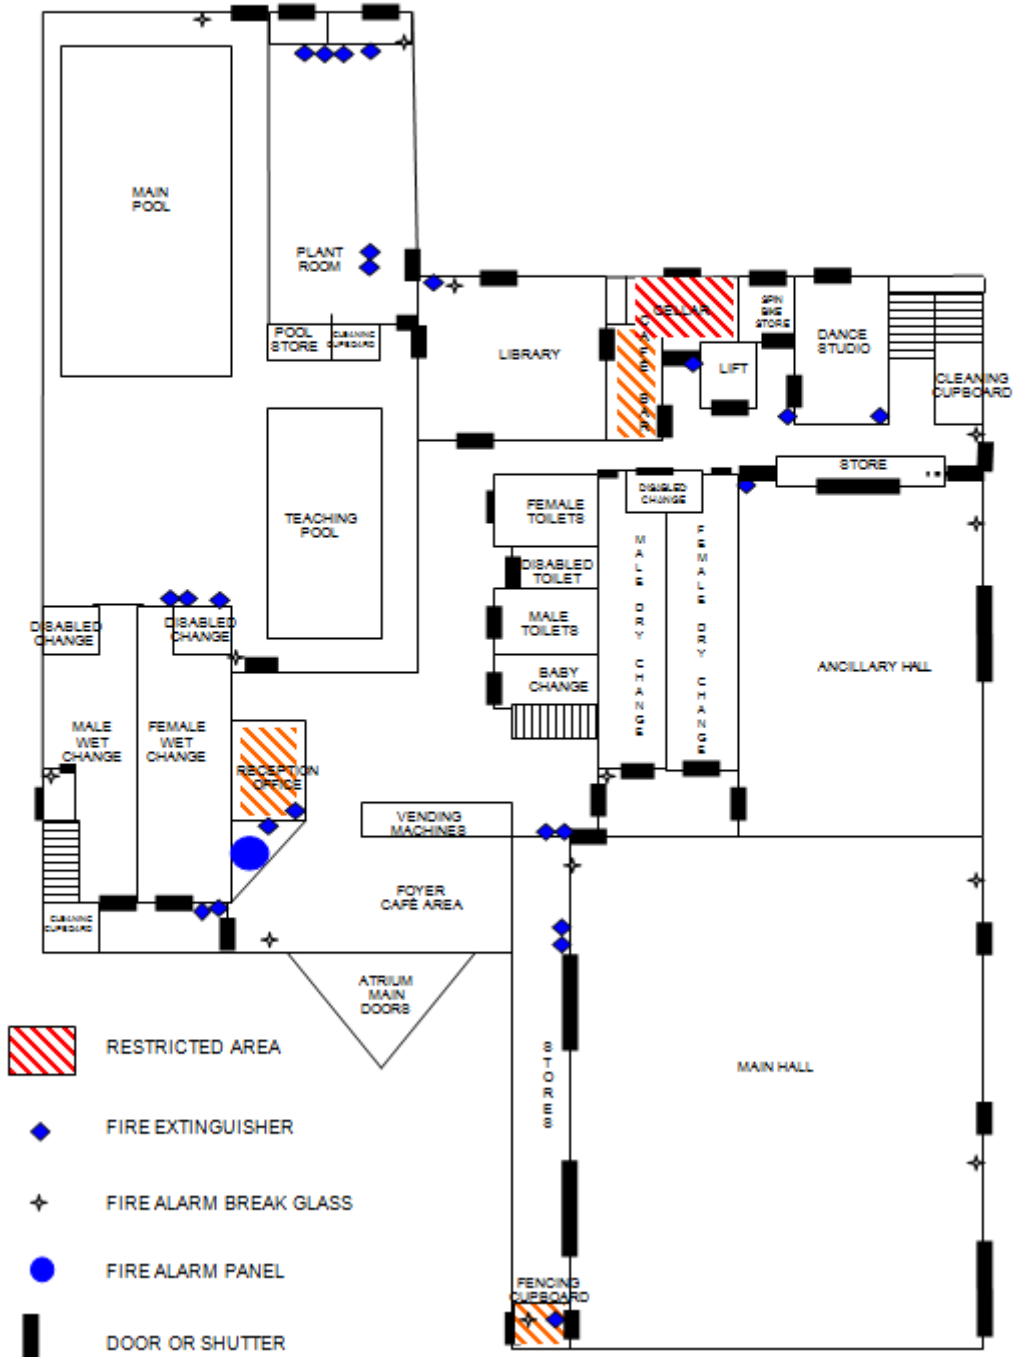 MAIN
POOL
PLANT
ROOM
POOL
STORE
CLEANING
CUPBOARD
LIBRARY
CELLAR
CAFE BAR
SPIN
BIKE
STORE
LIFT
DANCE
STUDIO
CLEANING
CUPBOARD
STORE
TEACHING
POOL
FEMALE
TOILETS
DISABLED
TOILET
MALE
TOILETS
BABY
CHANGE
DISABLED
CHANGE
MALE DRY CHANGE
FEMALE DRY CHANGE
ANCILLARY HALL
DISABLED
CHANGE
DISABLED
CHANGE
MALE
WET
CHANGE
FEMALE
WET
CHANGE
RECEPTION
OFFICE
VENDING
MACHINES
FOYER
CAFÉ AREA
CLEANING
CUPBOARD
ATRIUM
MAIN
DOORS
STORES
MAIN HALL
FENCING
CUPBOARD
RESTRICTED AREA
FIRE EXTINGUISHER
FIRE ALARM BREAK GLASS
FIRE ALARM PANEL
DOOR OR SHUTTER